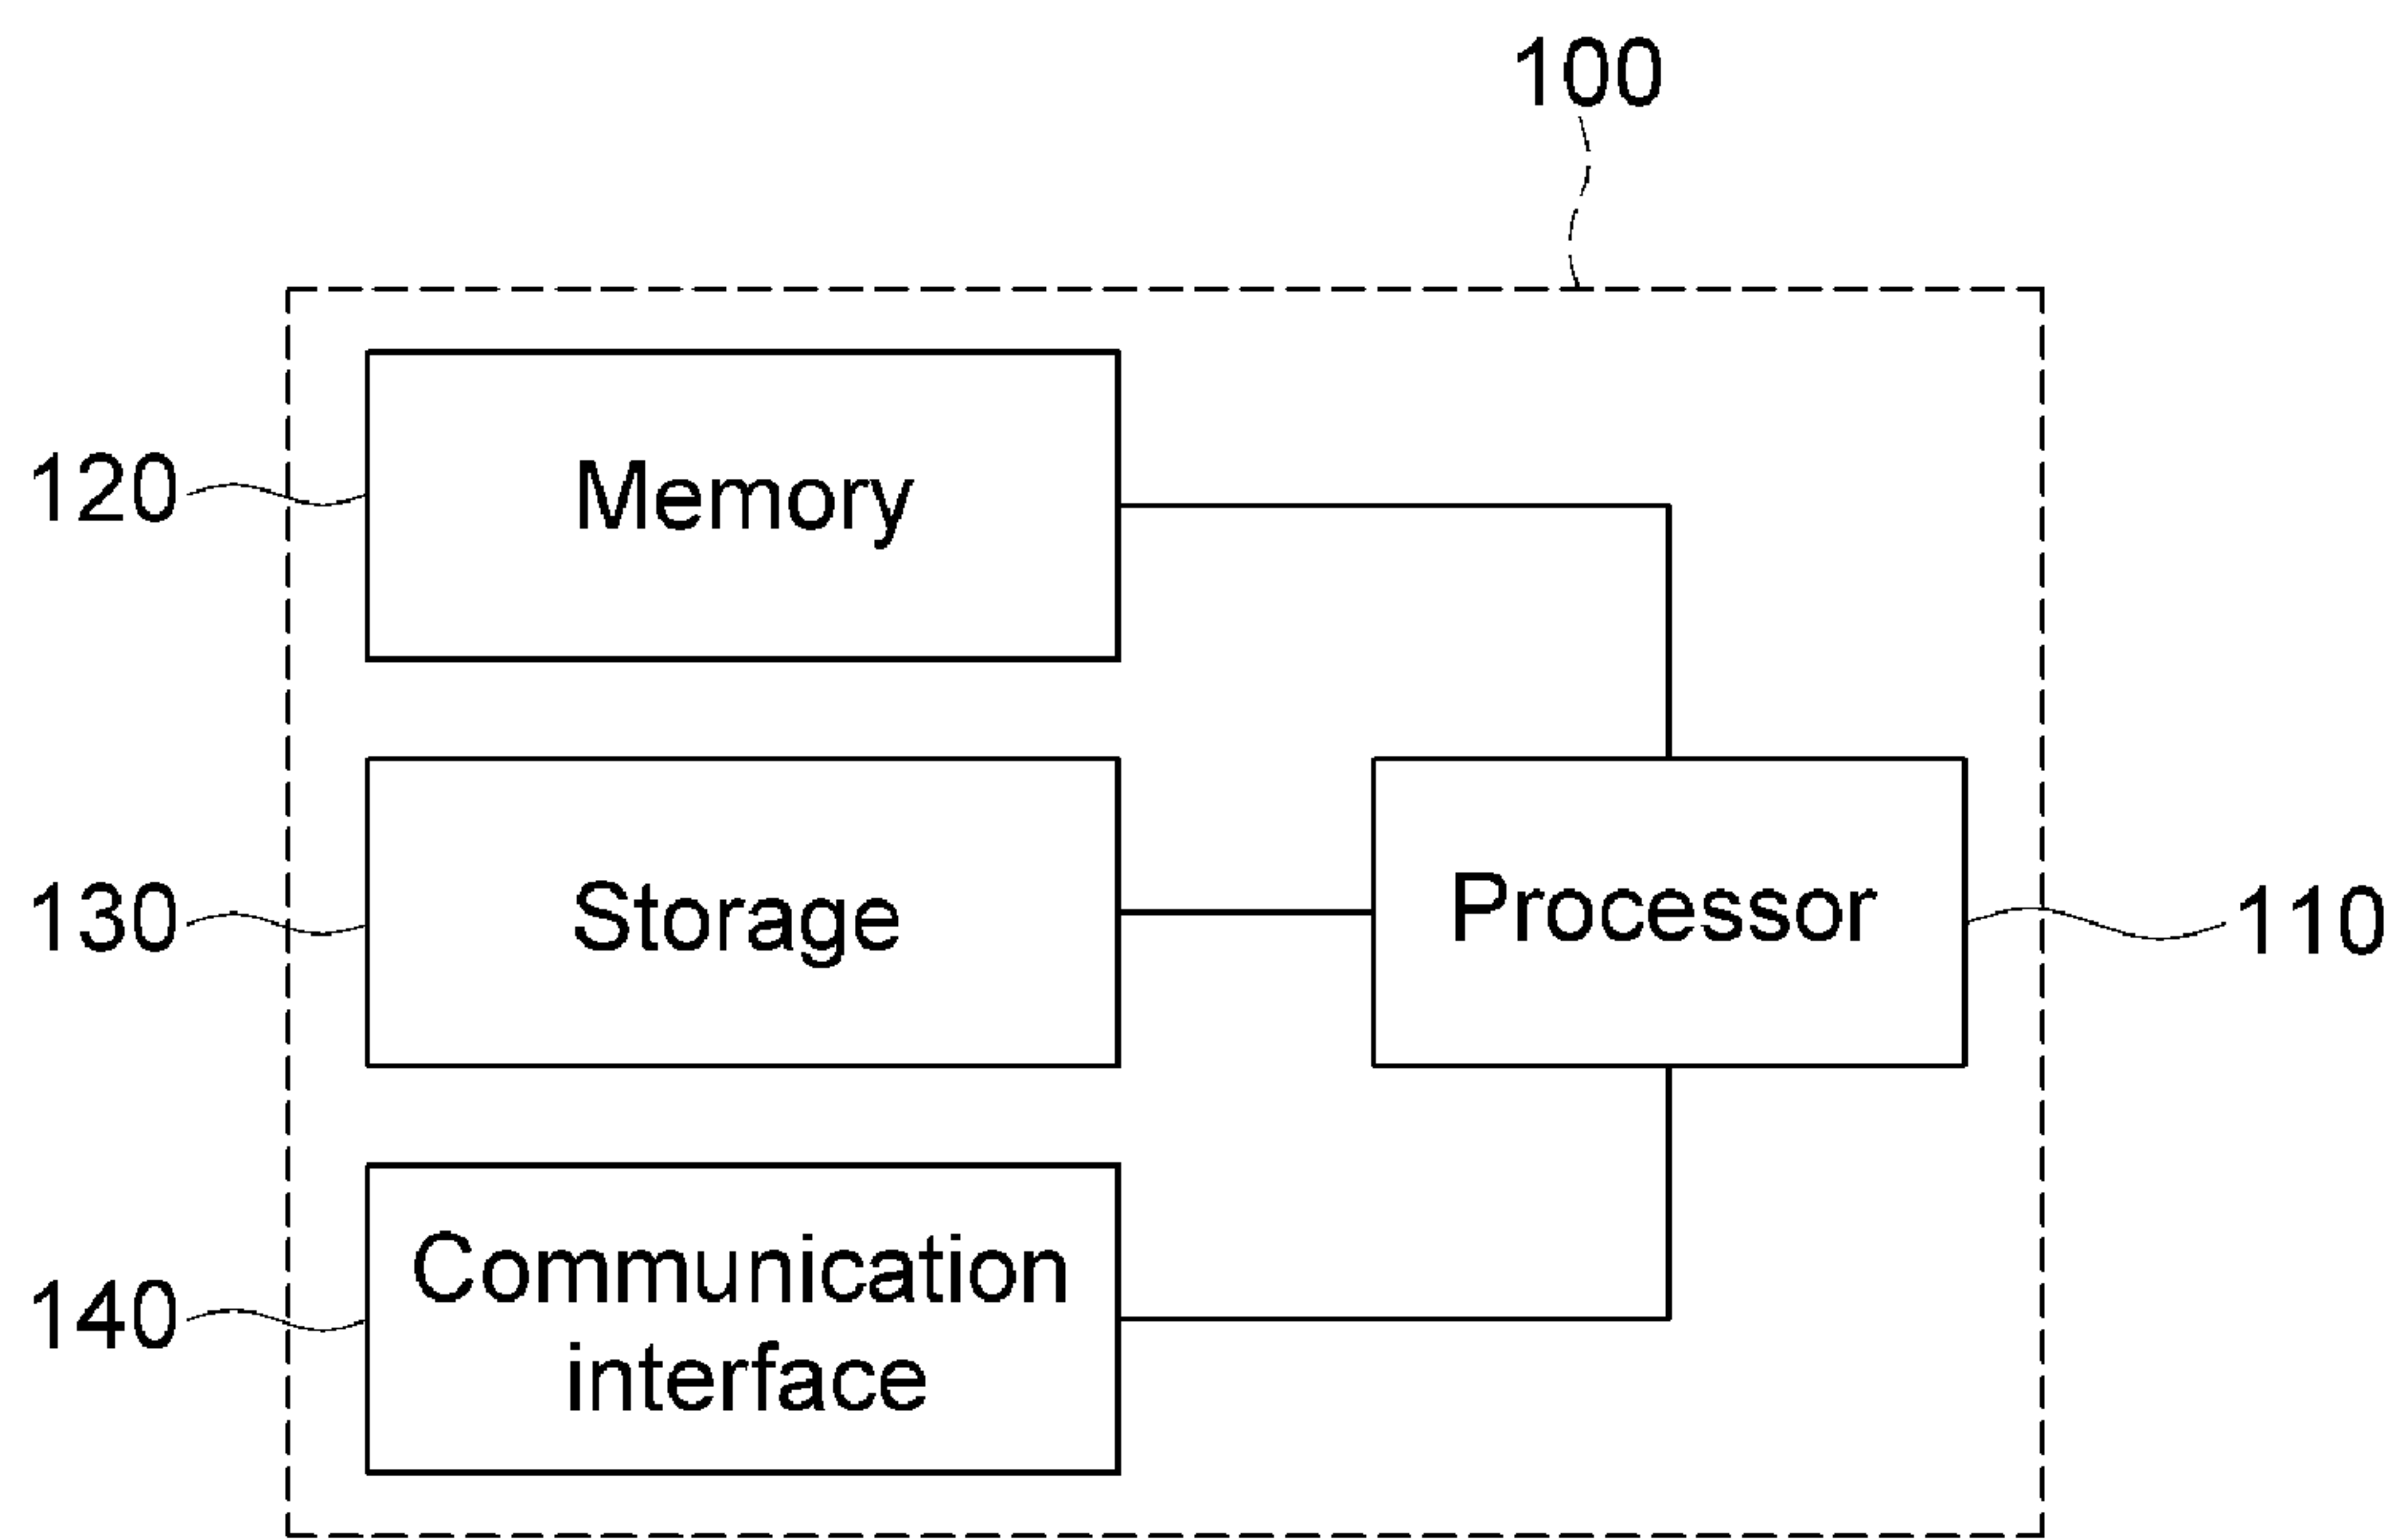 100
120
Memory
130
Storage
Processor
110
140
Communication
interface